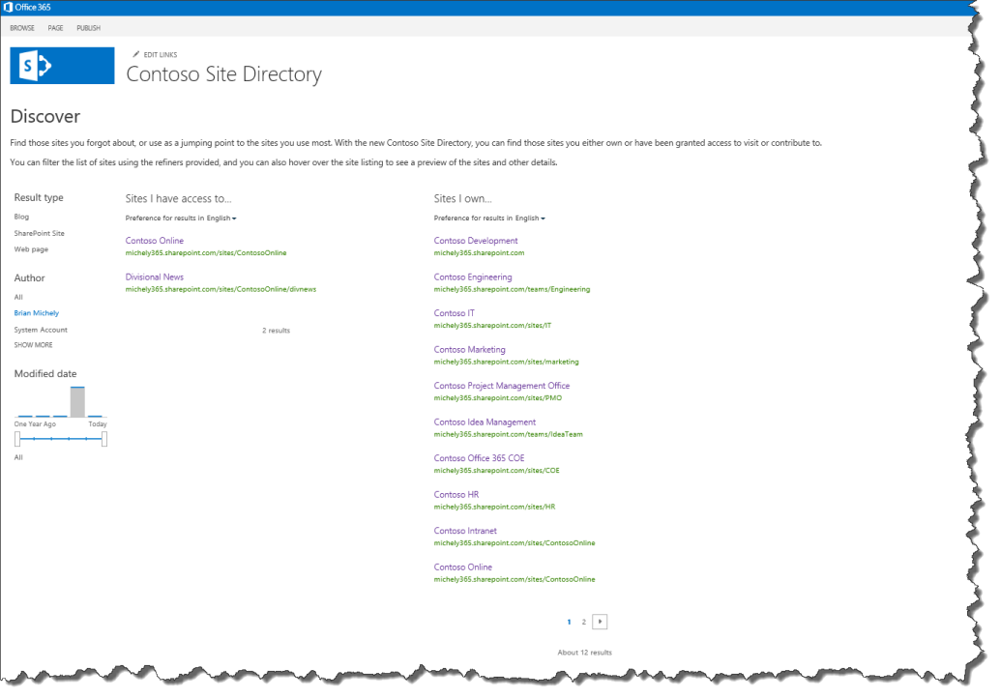 Office 365
BROWSE PAGE PUBLISH
EDIT LINKS
S
Contoso Site Directory
Discover
Find those sites you forgot about, or use as a jumping point to the sites you use most. With the new Contoso Site Directory, you can find those sites you either own or have been granted access to visit or contribute to.
You can filter the list of sites using the refiners provided, and you can also hover over the site listing to see a preview of the sites and other details.
Result type
Blog
SharePoint Site
Web page
Author
All
Brian Michely
System Account
SHOW MORE
Modified date
One Year Ago Today
All
Sites I have access to...
Preference for results in English
Contoso Online
michely365.sharepoint.com/sites/ContosoOnline
Divisional News
michely365.sharepoint.com/sites/ContosoOnline/divnews
2 results
Sites I own...
Preference for results in English
Contoso Development
michely365.sharepoint.com
Contoso Engineering
michely365.sharepoint.com/teams/Engineering
Contoso IT
michely365.sharepoint.com/sites/IT
Contoso Marketing
michely365.sharepoint.com/sites/marketing
Contoso Project Management Office
michely365.sharepoint.com/sites/PMO
Contoso Idea Management
michely365.sharepoint.com/teams/IdeaTeam
Contoso Office 365 COE
michely365.sharepoint.com/sites/COE
Contoso HR
michely365.sharepoint.com/sites/HR
Contoso Intranet
michely365.sharepoint.com/sites/ContosoOnline
Contoso Online
michely365.sharepoint.com/sites/ContosoOnline
1 2
About 12 results